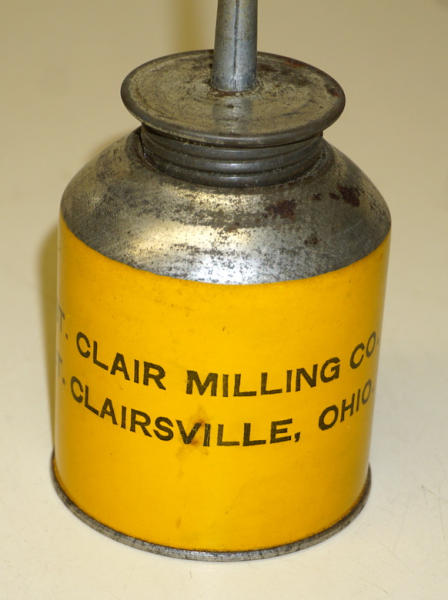 T. CLAIR MILLING CO.
T. CLAIRSVILLE, OHIO